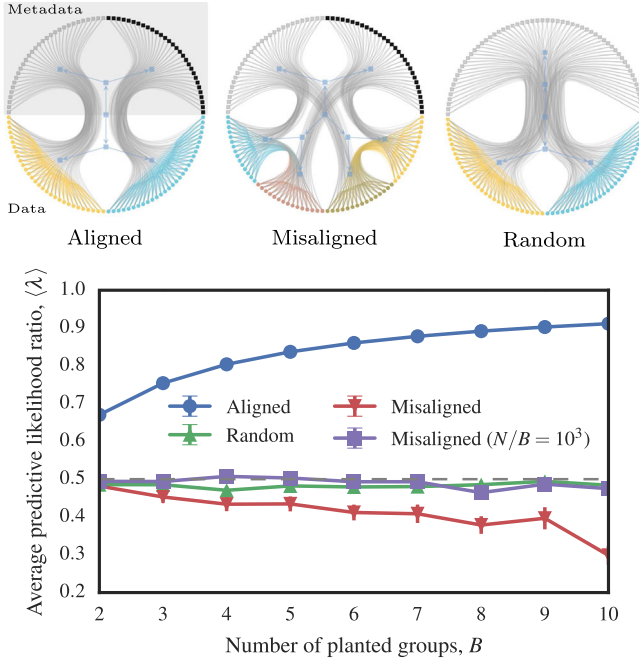 Metadata
Data
Aligned
Misaligned
Random
Average predictive likelihood ratio, ⟨λ⟩
1.0
0.9
0.8
0.7
0.6
0.5
0.4
0.3
0.2
Aligned
Random
Misaligned
Misaligned (N/B = 10³)
2 3 4 5 6 7 8 9 10
Number of planted groups, B